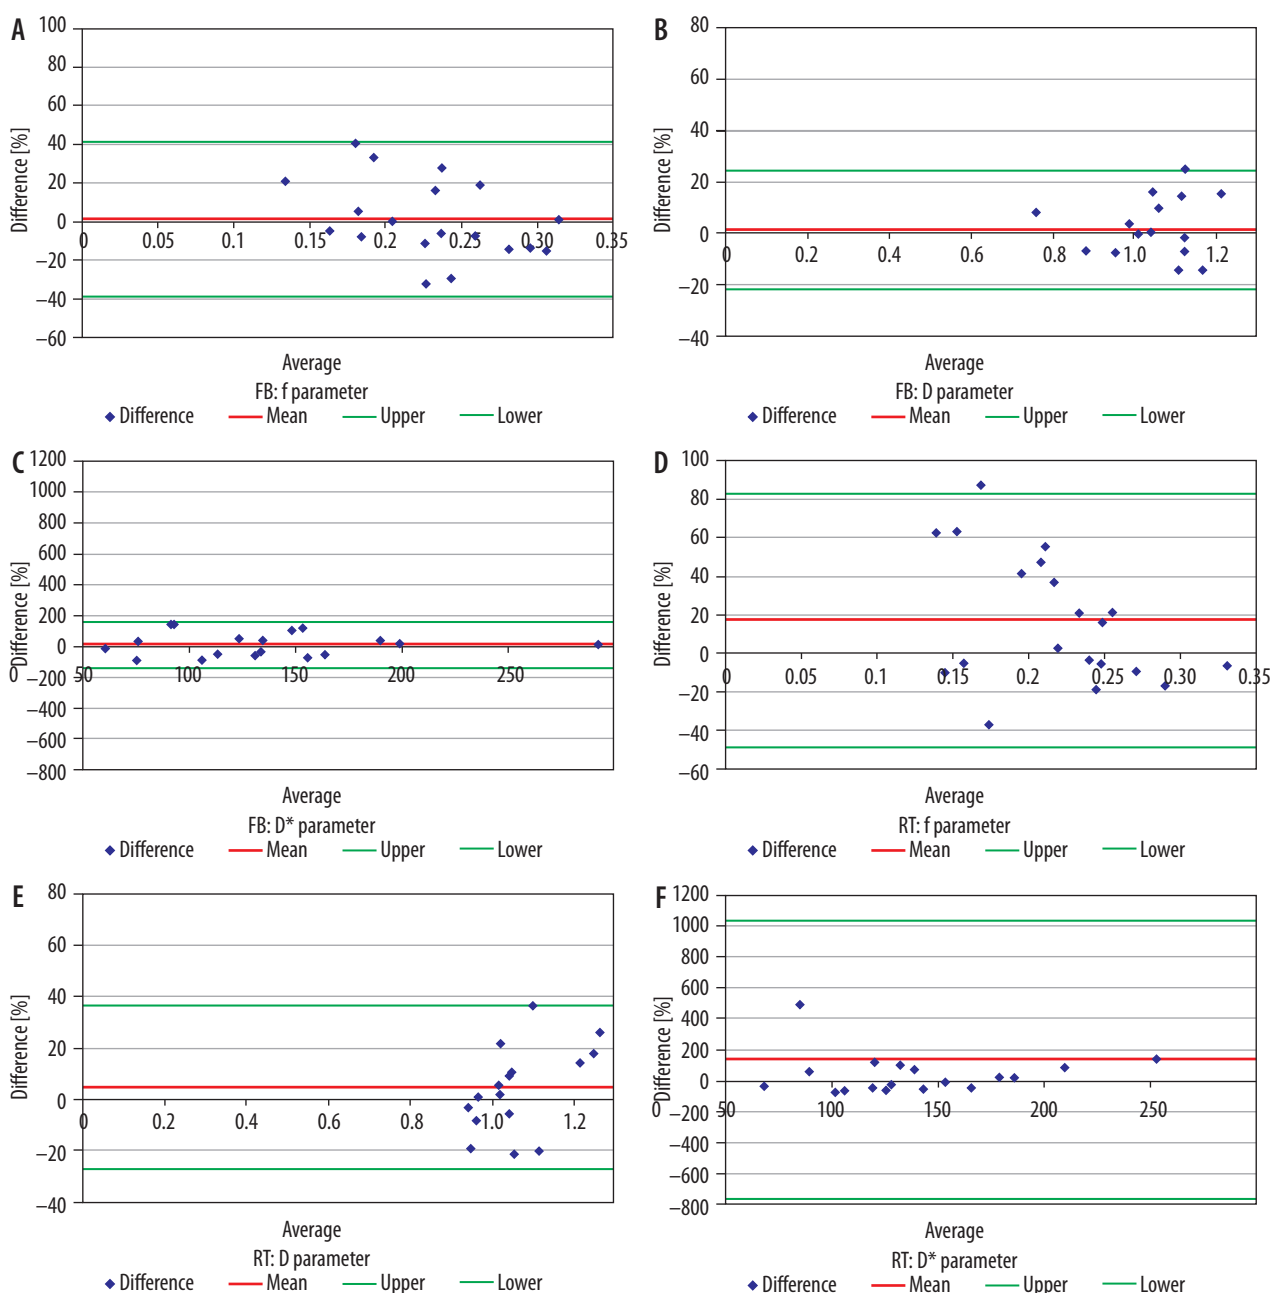 A
100
80
60
40
20
0
−20
−40
−60
Difference [%]
0 0.05 0.1 0.15 0.2 0.25 0.30 0.35
Average
FB: f parameter
Difference Mean Upper Lower
B
80
60
40
20
0
−20
−40
Difference [%]
0 0.2 0.4 0.6 0.8 1.0 1.2
Average
FB: D parameter
Difference Mean Upper Lower
C
1200
1000
800
600
400
200
0
−200
−400
−600
−800
Difference [%]
0 50 100 150 200 250
Average
FB: D* parameter
Difference Mean Upper Lower
D
100
80
60
40
20
0
−20
−40
−60
Difference [%]
0 0.05 0.1 0.15 0.2 0.25 0.30 0.35
Average
RT: f parameter
Difference Mean Upper Lower
E
80
60
40
20
0
−20
−40
Difference [%]
0 0.2 0.4 0.6 0.8 1.0 1.2
Average
RT: D parameter
Difference Mean Upper Lower
F
1200
1000
800
600
400
200
0
−200
−400
−600
−800
Difference [%]
0 50 100 150 200 250
Average
RT: D* parameter
Difference Mean Upper Lower